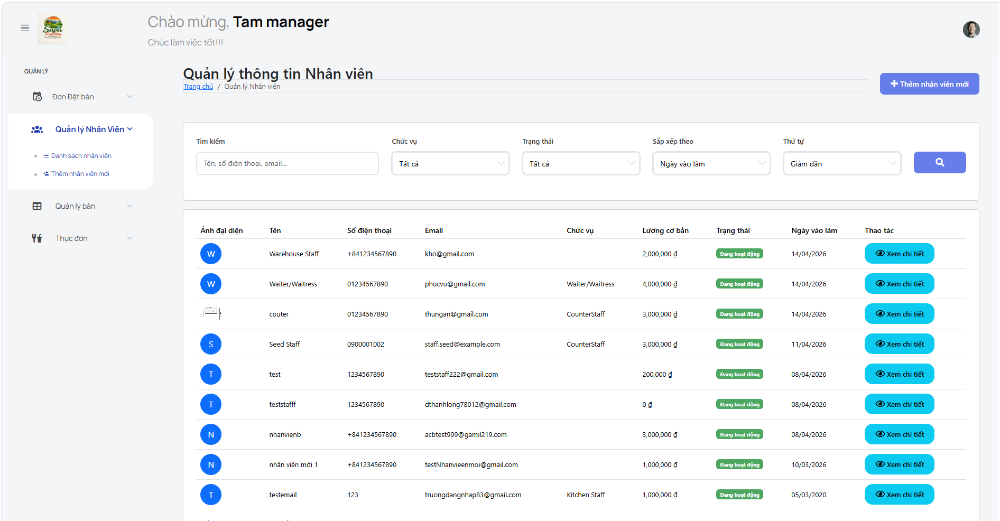 Sapa
Fresh Way
Chào mừng, Tam manager
Chúc làm việc tốt!!!
QUẢN LÝ
Đơn Đặt bàn
Quản lý Nhân Viên
Danh sách nhân viên
Thêm nhân viên mới
Quản lý bàn
Thực đơn
Quản lý thông tin Nhân viên
Trang chủ / Quản lý Nhân viên
Thêm nhân viên mới
Tìm kiếm Chức vụ Trạng thái Sắp xếp theo Thứ tự
Tên, số điện thoại, email... Tất cả Tất cả Ngày vào làm Giảm dần
Ảnh đại diện Tên Số điện thoại Email Chức vụ Lương cơ bản Trạng thái Ngày vào làm Thao tác
W Warehouse Staff +841234567890 kho@gmail.com 2,000,000 ₫ Đang hoạt động 14/04/2026 Xem chi tiết
W Waiter/Waitress 01234567890 phucvu@gmail.com Waiter/Waitress 4,000,000 ₫ Đang hoạt động 14/04/2026 Xem chi tiết
couter 01234567890 thungan@gmail.com CounterStaff 3,000,000 ₫ Đang hoạt động 14/04/2026 Xem chi tiết
S Seed Staff 0900001002 staff.seed@example.com CounterStaff 3,000,000 ₫ Đang hoạt động 11/04/2026 Xem chi tiết
T test 1234567890 teststaff222@gmail.com 200,000 ₫ Đang hoạt động 08/04/2026 Xem chi tiết
T teststafff 1234567890 dthanhlong78012@gmail.com 0 ₫ Đang hoạt động 08/04/2026 Xem chi tiết
N nhanvienb +841234567890 acbtest999@gamil219.com 3,000,000 ₫ Đang hoạt động 08/04/2026 Xem chi tiết
N nhân viên mới 1 +841234567890 testNhanvieenmoi@gmail.com 1,000,000 ₫ Đang hoạt động 10/03/2026 Xem chi tiết
T testemail 123 truongdangnhap83@gmail.com Kitchen Staff 1,000,000 ₫ Đang hoạt động 05/03/2020 Xem chi tiết